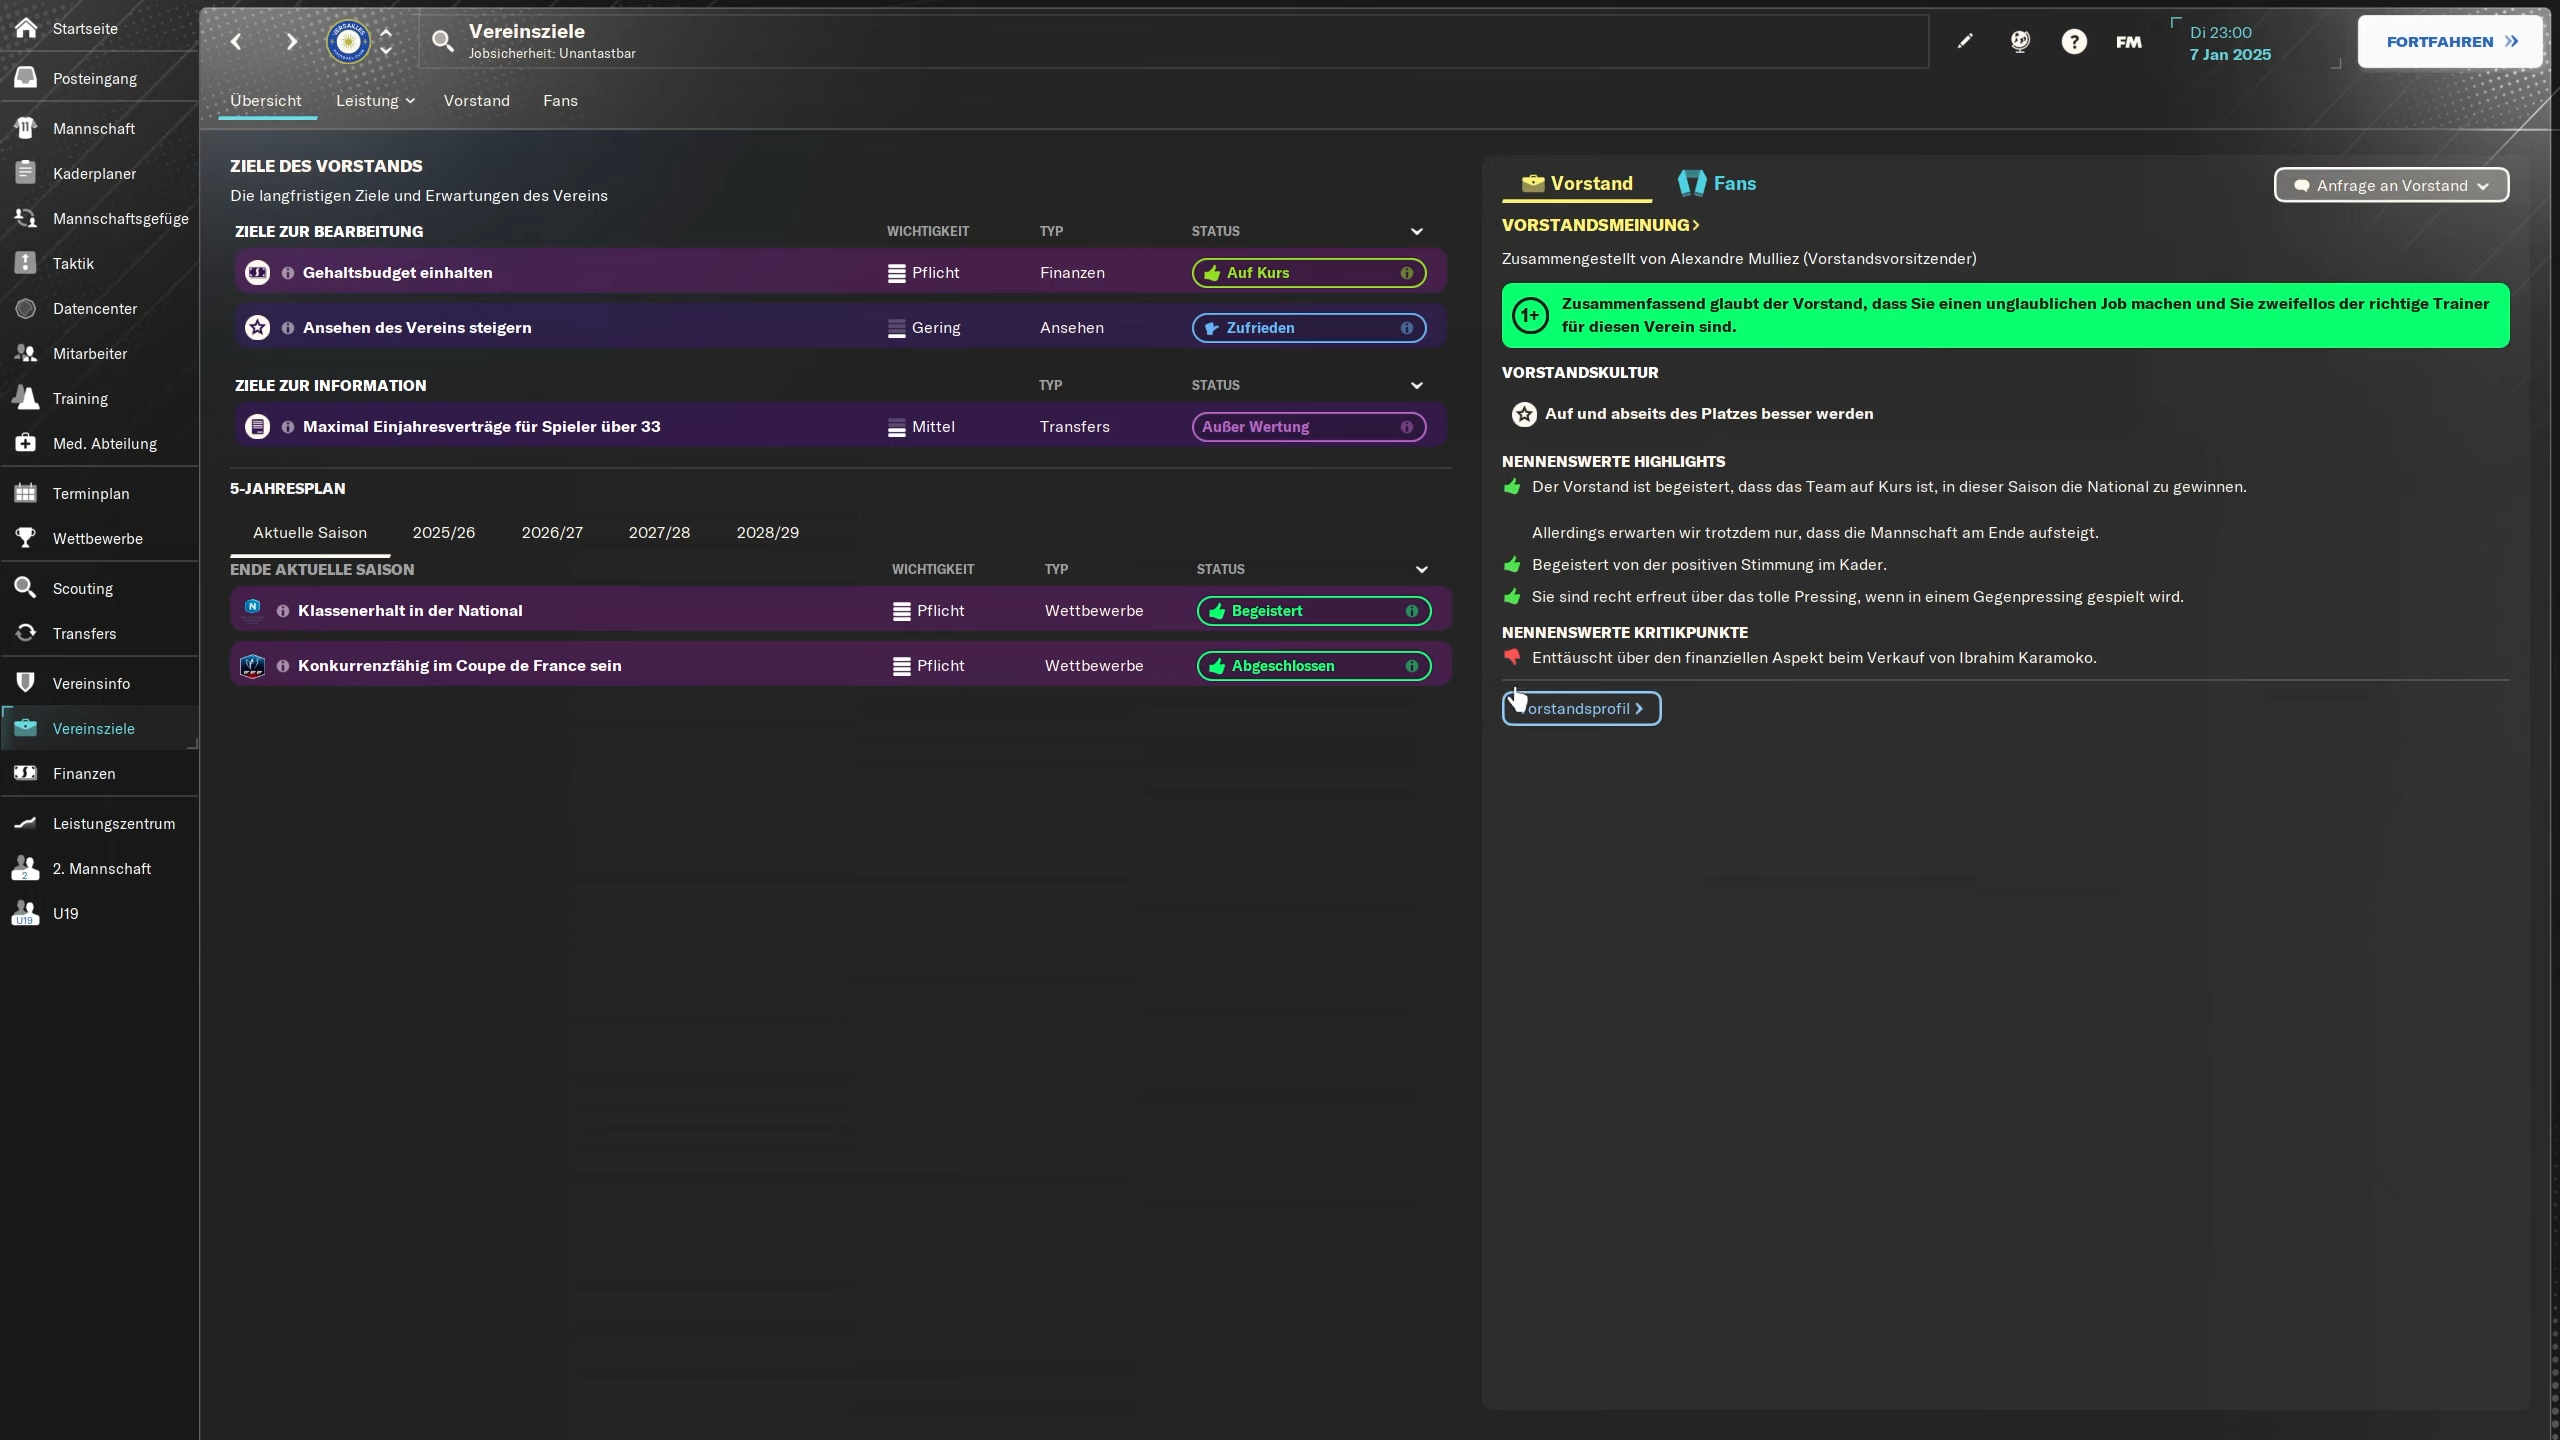 Startseite
Posteingang
Mannschaft
Kaderplaner
Mannschaftsgefüge
Taktik
Datencenter
Mitarbeiter
Training
Med. Abteilung
Terminplan
Wettbewerbe
Scouting
Transfers
Vereinsinfo
Vereinsziele
Finanzen
Leistungszentrum
2. Mannschaft
U19
Vereinsziele
Jobsicherheit: Unantastbar
FM
Di 23:00
7 Jan 2025
FORTFAHREN
Übersicht Leistung Vorstand Fans
ZIELE DES VORSTANDS
Die langfristigen Ziele und Erwartungen des Vereins
ZIELE ZUR BEARBEITUNG WICHTIGKEIT TYP STATUS
Gehaltsbudget einhalten Pflicht Finanzen Auf Kurs
Ansehen des Vereins steigern Gering Ansehen Zufrieden
ZIELE ZUR INFORMATION TYP STATUS
Maximal Einjahresverträge für Spieler über 33 Mittel Transfers Außer Wertung
5-JAHRESPLAN
Aktuelle Saison 2025/26 2026/27 2027/28 2028/29
ENDE AKTUELLE SAISON WICHTIGKEIT TYP STATUS
Klassenerhalt in der National Pflicht Wettbewerbe Begeistert
Konkurrenzfähig im Coupe de France sein Pflicht Wettbewerbe Abgeschlossen
Vorstand Fans
Anfrage an Vorstand
VORSTANDSMEINUNG
Zusammengestellt von Alexandre Mulliez (Vorstandsvorsitzender)
1+
Zusammenfassend glaubt der Vorstand, dass Sie einen unglaublichen Job machen und Sie zweifellos der richtige Trainer
für diesen Verein sind.
VORSTANDSKULTUR
Auf und abseits des Platzes besser werden
NENNENSWERTE HIGHLIGHTS
Der Vorstand ist begeistert, dass das Team auf Kurs ist, in dieser Saison die National zu gewinnen.
Allerdings erwarten wir trotzdem nur, dass die Mannschaft am Ende aufsteigt.
Begeistert von der positiven Stimmung im Kader.
Sie sind recht erfreut über das tolle Pressing, wenn in einem Gegenpressing gespielt wird.
NENNENSWERTE KRITIKPUNKTE
Enttäuscht über den finanziellen Aspekt beim Verkauf von Ibrahim Karamoko.
orstandsprofil